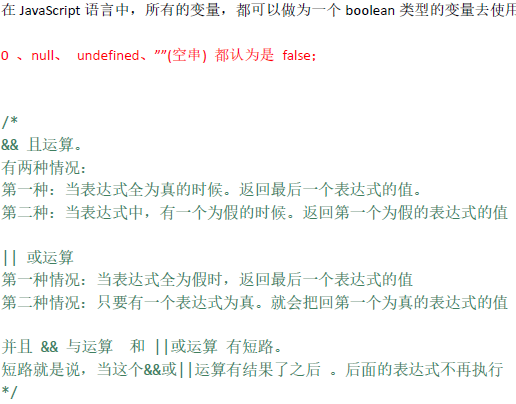 在 JavaScript 语言中，所有的变量，都可以做为一个 boolean 类型的变量去使用
0 、null、 undefined、””(空串) 都认为是 false；
/*
&& 且运算。
有两种情况：
第一种：当表达式全为真的时候。返回最后一个表达式的值。
第二种：当表达式中，有一个为假的时候。返回第一个为假的表达式的值
|| 或运算
第一种情况：当表达式全为假时，返回最后一个表达式的值
第二种情况：只要有一个表达式为真。就会把回第一个为真的表达式的值
并且 && 与运算 和 ||或运算 有短路。
短路就是说，当这个&&或||运算有结果了之后 。后面的表达式不再执行
*/